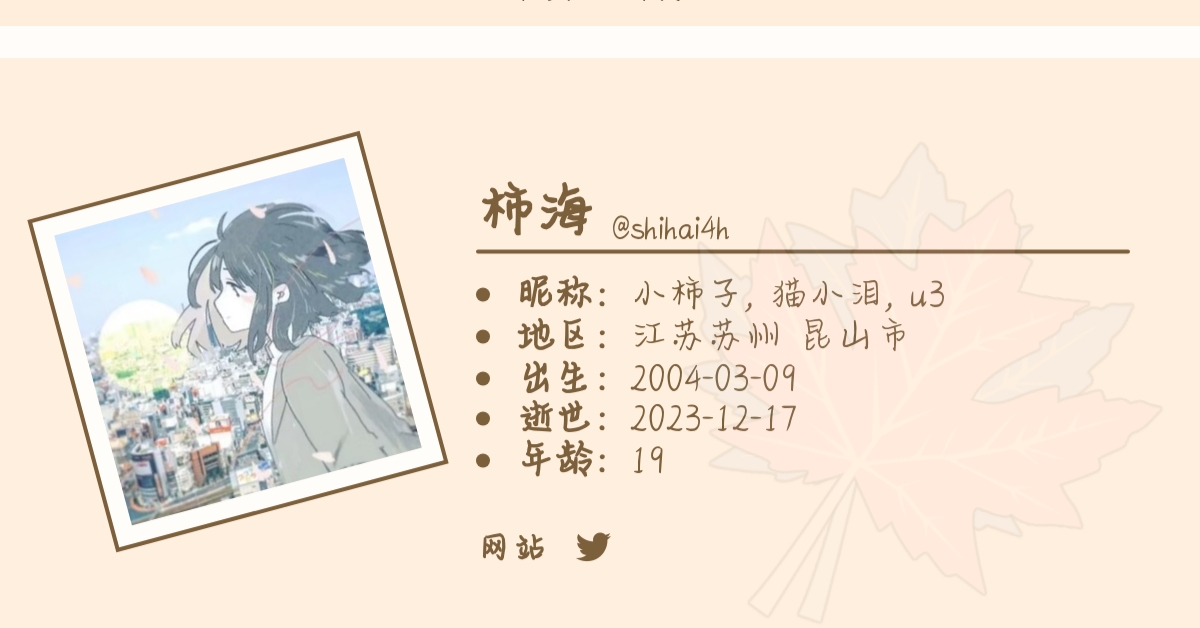 柿海 @shihai4h
昵称： 小柿子, 猫小泪, u3
地区： 江苏苏州 昆山市
出生： 2004-03-09
逝世： 2023-12-17
年龄： 19
网站